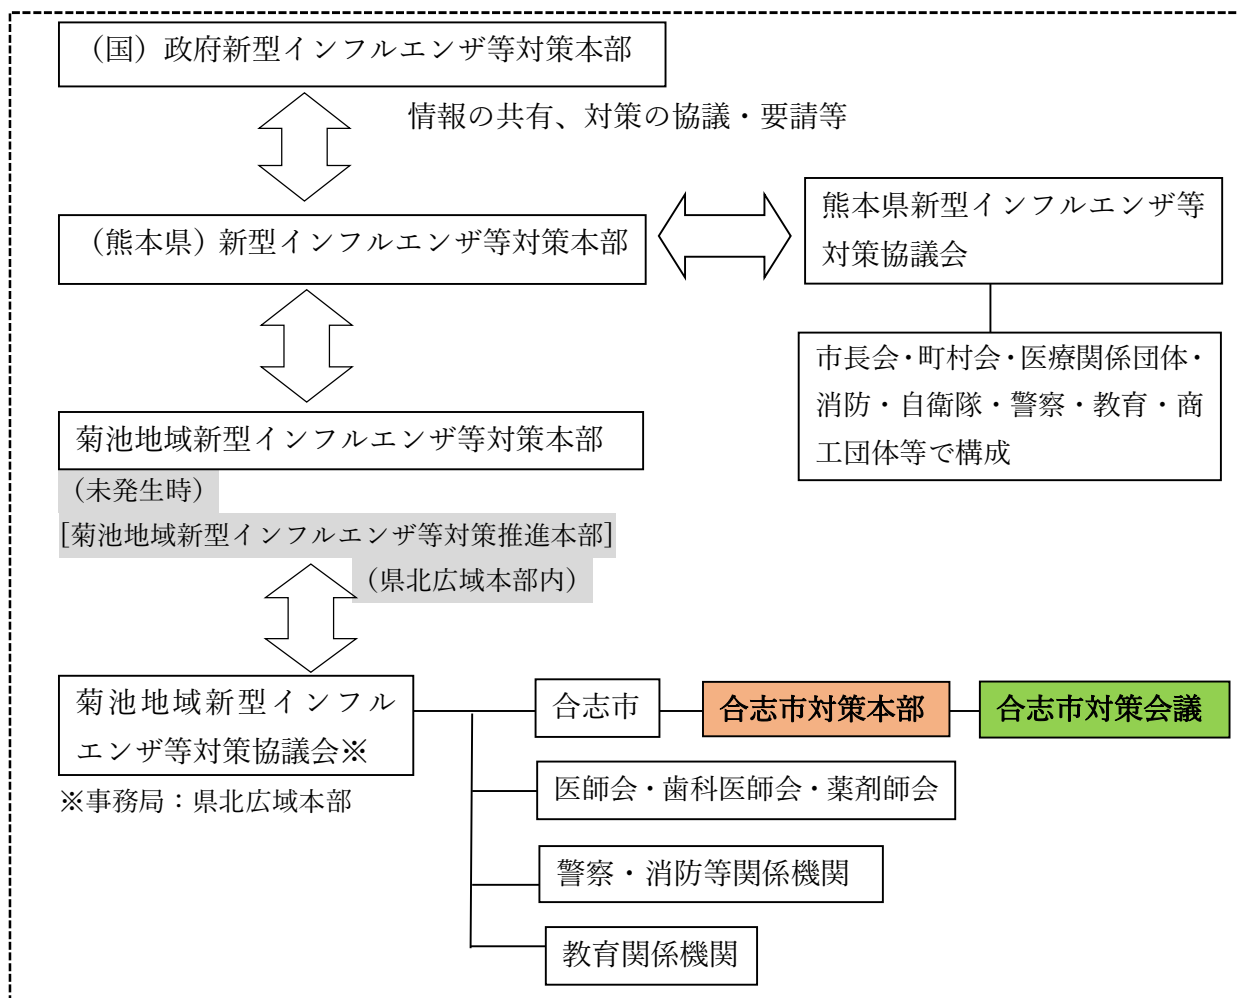 （国）政府新型インフルエンザ等対策本部
情報の共有、対策の協議・要請等
（熊本県）新型インフルエンザ等対策本部
熊本県新型インフルエンザ等
対策協議会
市長会・町村会・医療関係団体・
消防・自衛隊・警察・教育・商
工団体等で構成
菊池地域新型インフルエンザ等対策本部
（未発生時）
[菊池地域新型インフルエンザ等対策推進本部]
（県北広域本部内）
菊池地域新型インフル
エンザ等対策協議会※
※事務局：県北広域本部
合志市
合志市対策本部
合志市対策会議
医師会・歯科医師会・薬剤師会
警察・消防等関係機関
教育関係機関